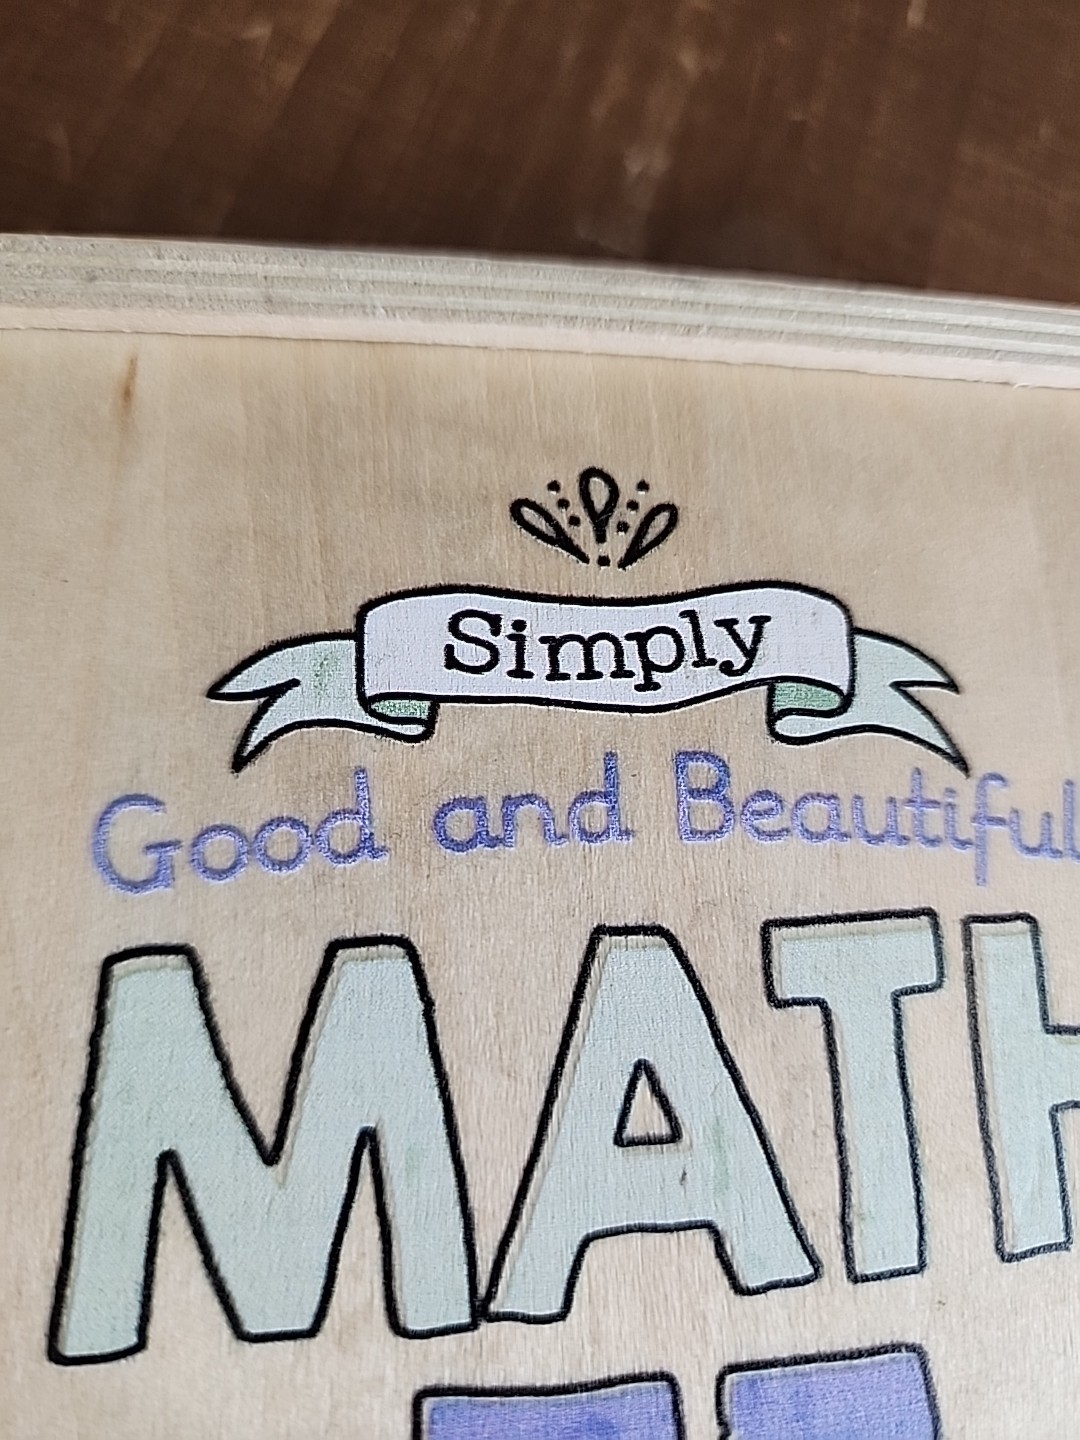 Simply
Good and Beautiful
MATH